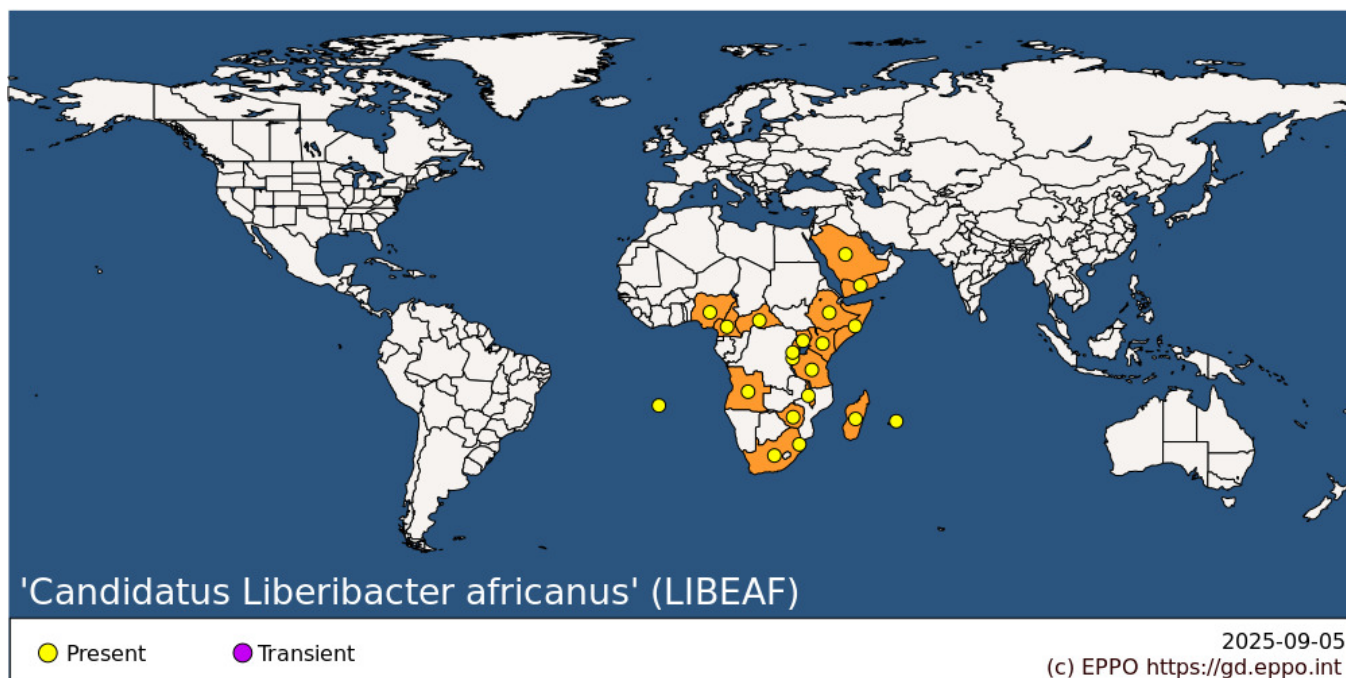 'Candidatus Liberibacter africanus' (LIBEAF)
Present
Transient
2025-09-05
(c) EPPO https://gd.eppo.int